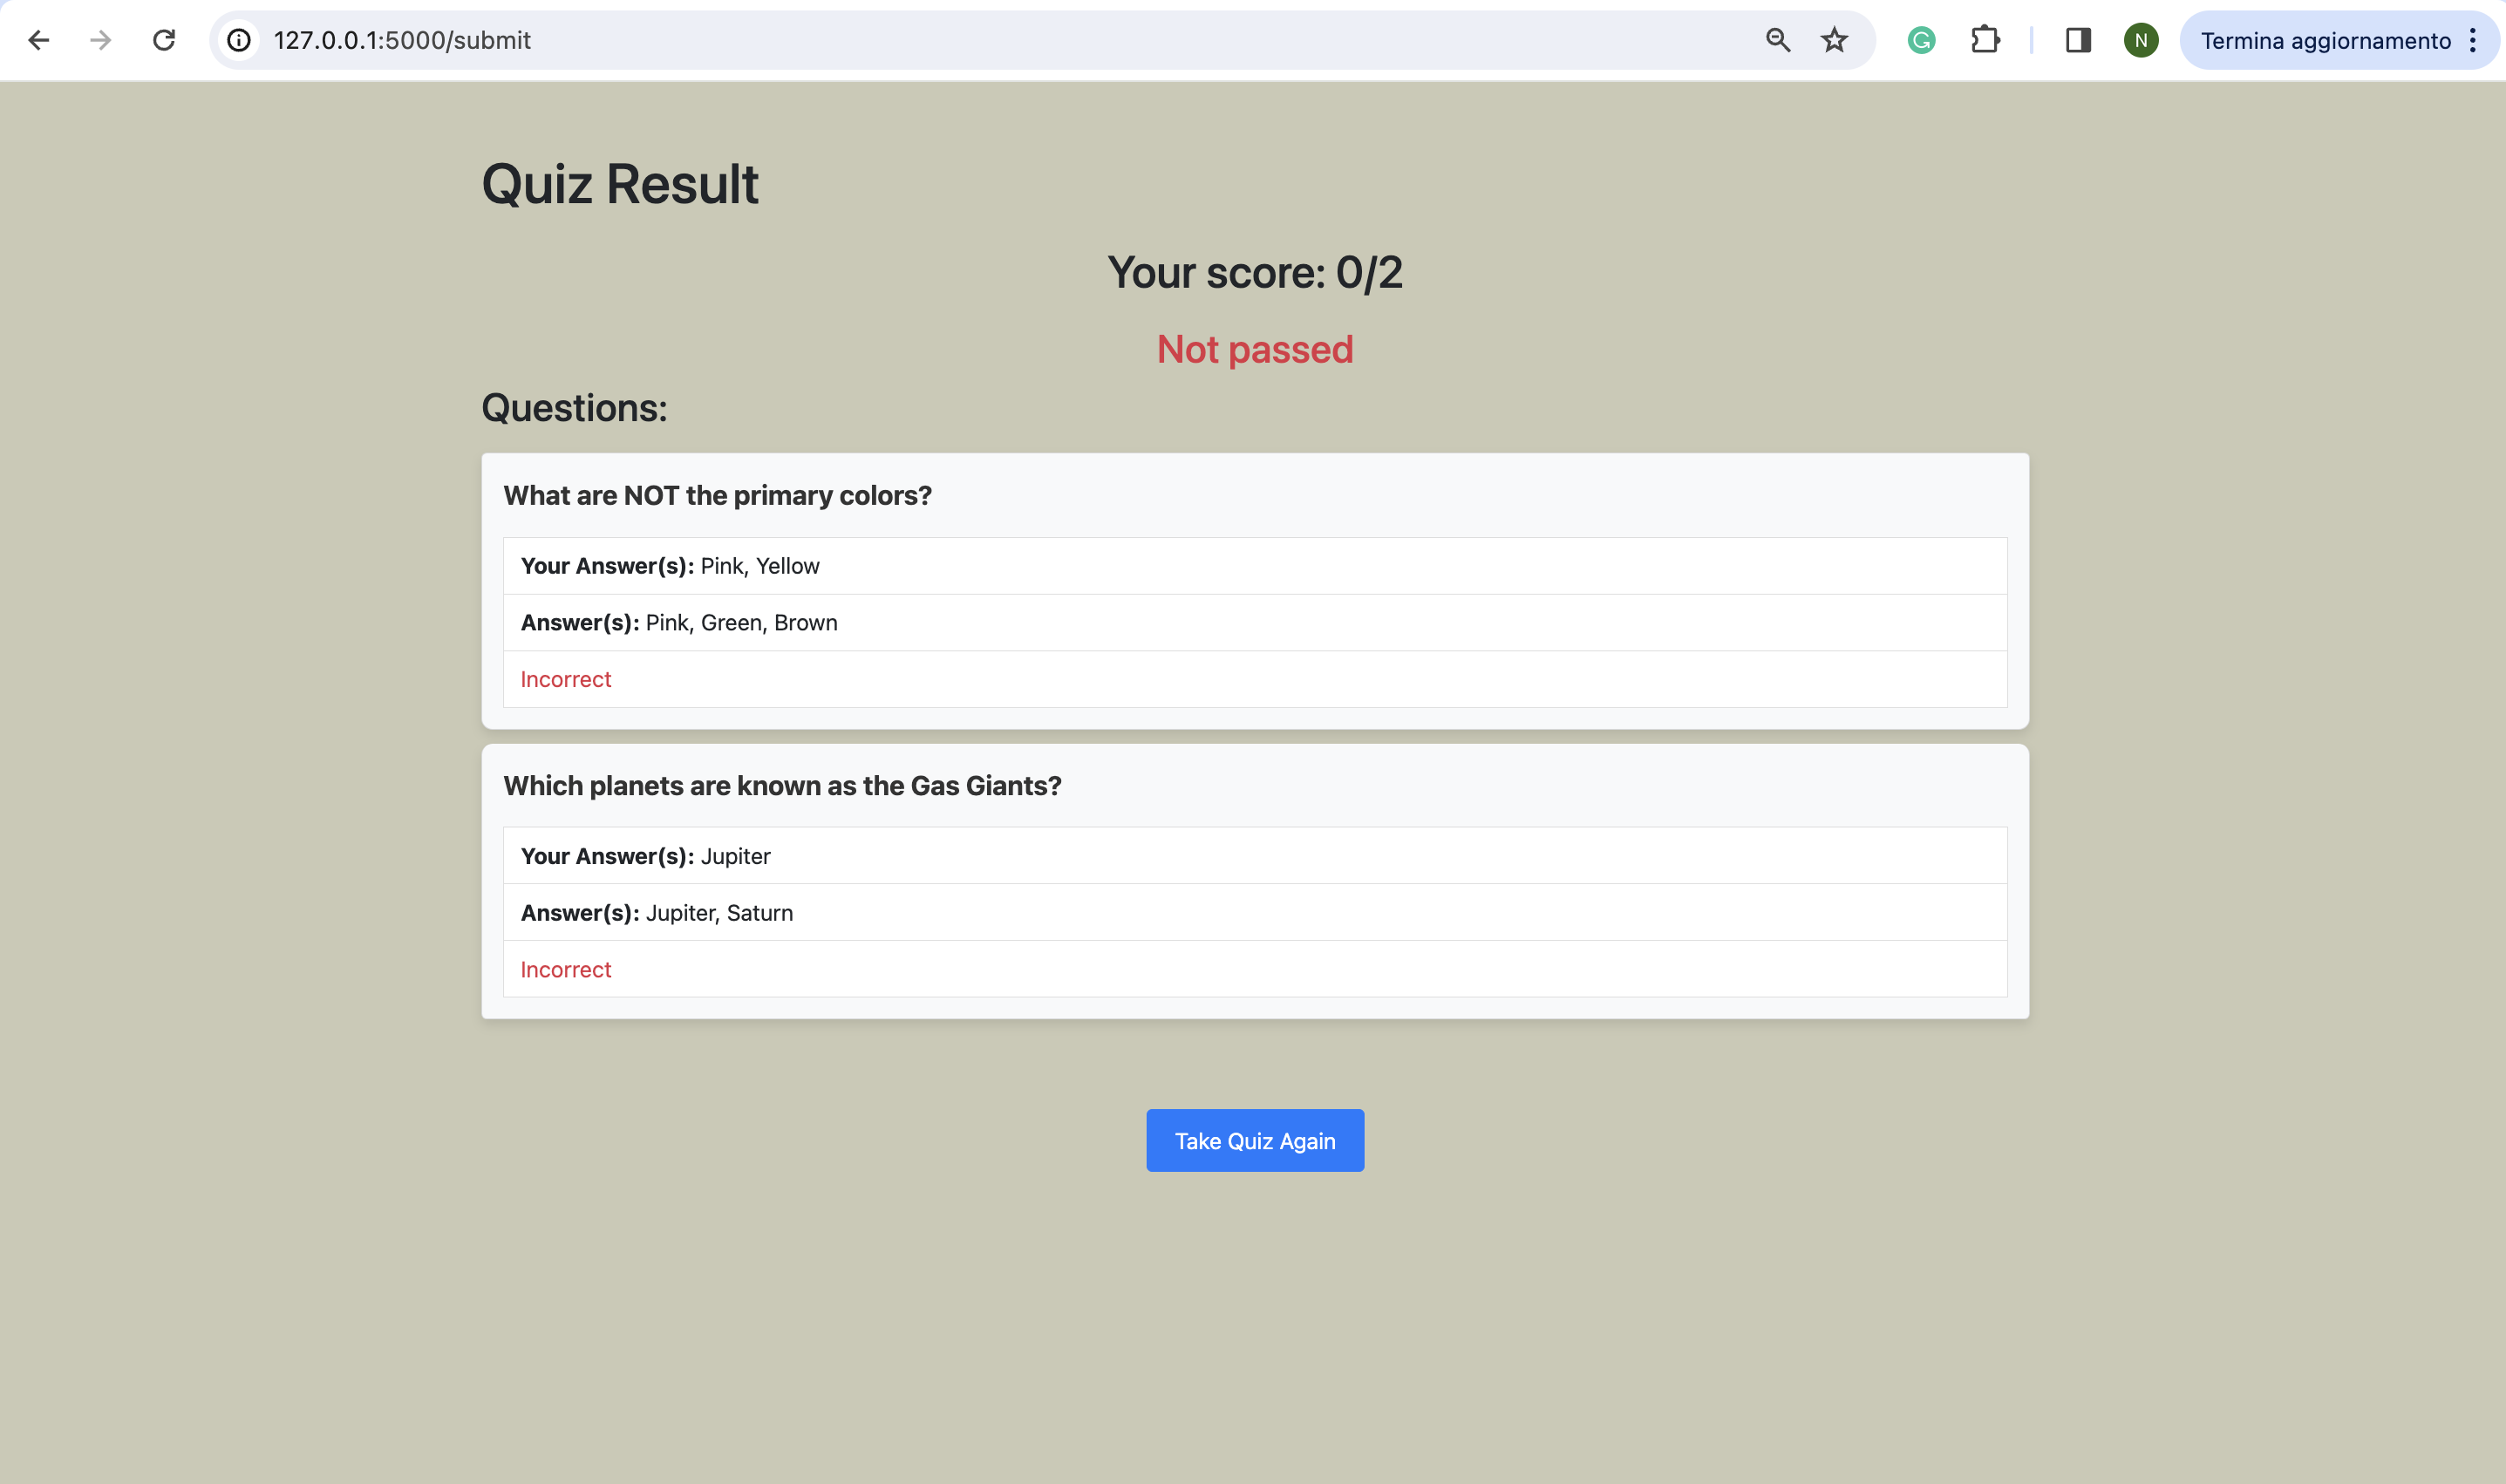 127.0.0.1:5000/submit
N
Termina aggiornamento
Quiz Result
Your score: 0/2
Not passed
Questions:
What are NOT the primary colors?
Your Answer(s): Pink, Yellow
Answer(s): Pink, Green, Brown
Incorrect
Which planets are known as the Gas Giants?
Your Answer(s): Jupiter
Answer(s): Jupiter, Saturn
Incorrect
Take Quiz Again